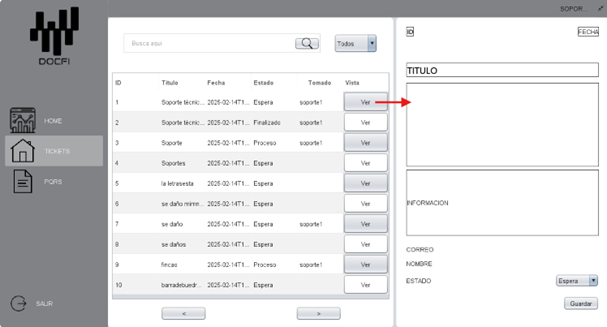 SOPOR...
DOCFI
HOME
TICKETS
PQRS
SALIR
Busca aqui
Todos
ID Titulo Fecha Estado Tomado Vista
1 Soporte técnic... 2025-02-14T1... Espera soporte1 Ver
2 Soporte técnic... 2025-02-14T1... Finalizado soporte1 Ver
3 Soporte 2025-02-14T1... Proceso soporte1 Ver
4 Soportes 2025-02-14T1... Espera Ver
5 la letrasesta 2025-02-14T1... Espera Ver
6 se daño mimm... 2025-02-14T1... Espera Ver
7 se daño 2025-02-14T1... Espera soporte1 Ver
8 se daños 2025-02-14T1... Espera Ver
9 fincas 2025-02-14T1... Proceso soporte1 Ver
10 barradebuedr... 2025-02-14T1... Espera Ver
< >
ID FECHA
TITULO
INFORMACION
CORREO
NOMBRE
ESTADO Espera
Guardar